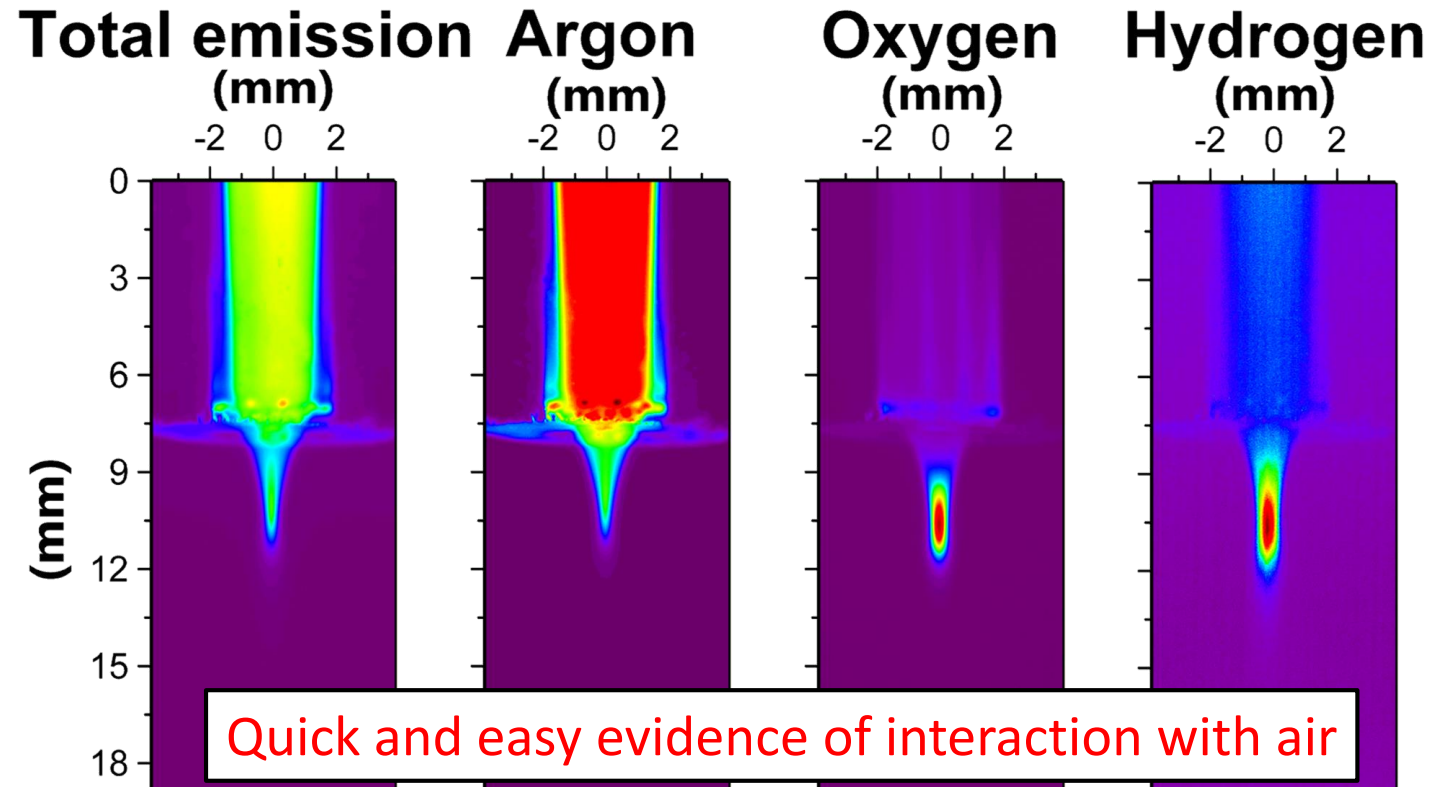 Total emission Argon Oxygen Hydrogen
(mm) (mm) (mm) (mm)
-2 0 2 -2 0 2 -2 0 2 -2 0 2
0
3
6
9
12
15
18
(mm)
Quick and easy evidence of interaction with air